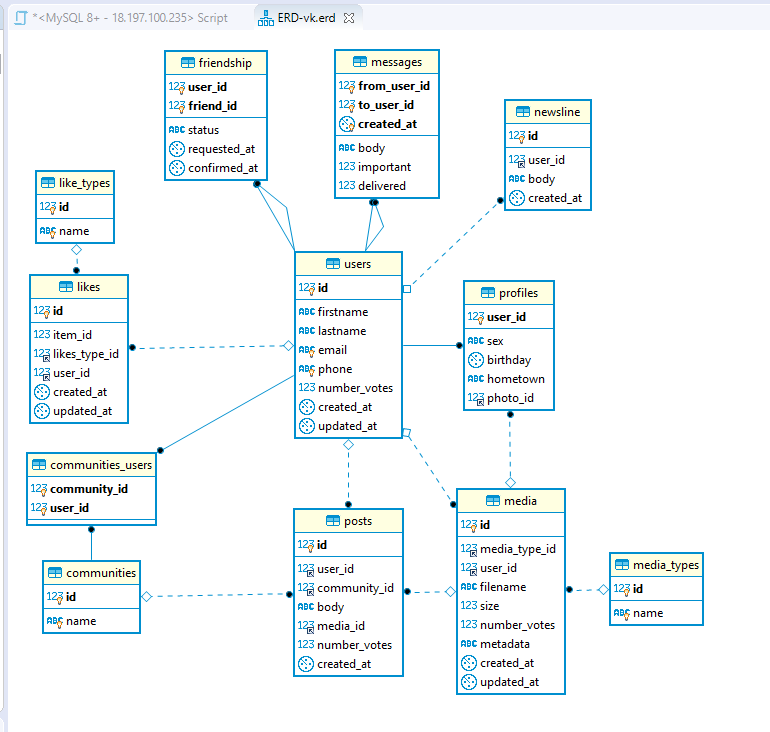 *<MySQL 8+ - 18.197.100.235> Script
ERD-vk.erd
friendship
123 user_id
123 friend_id
ABC status
requested_at
confirmed_at
messages
123 from_user_id
123 to_user_id
created_at
ABC body
123 important
123 delivered
newsline
123 id
123 user_id
ABC body
created_at
like_types
123 id
ABC name
likes
123 id
123 item_id
123 likes_type_id
123 user_id
created_at
updated_at
users
123 id
ABC firstname
ABC lastname
ABC email
ABC phone
123 number_votes
created_at
updated_at
profiles
123 user_id
ABC sex
birthday
ABC hometown
123 photo_id
communities_users
123 community_id
123 user_id
communities
123 id
ABC name
posts
123 id
123 user_id
123 community_id
ABC body
123 media_id
123 number_votes
created_at
media
123 id
123 media_type_id
123 user_id
ABC filename
123 size
123 number_votes
ABC metadata
created_at
updated_at
media_types
123 id
ABC name